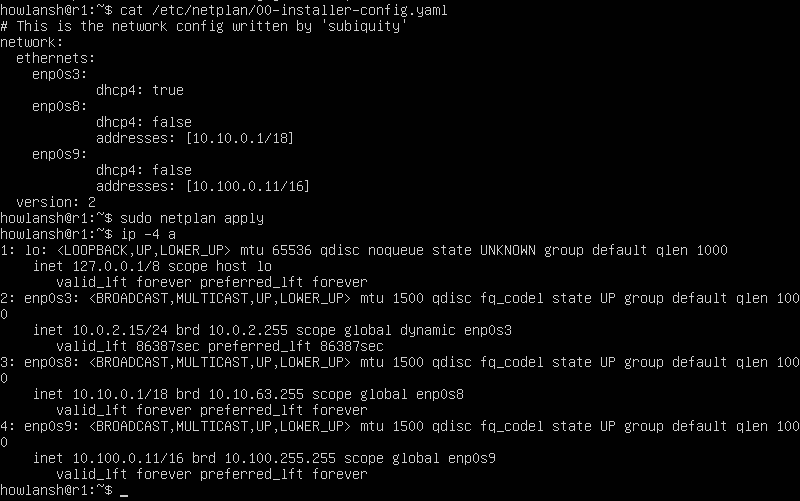 howlansh@r1:~$ cat /etc/netplan/00-installer-config.yaml
# This is the network config written by 'subiquity'
network:
  ethernets:
    enp0s3:
            dhcp4: true
    enp0s8:
            dhcp4: false
            addresses: [10.10.0.1/18]
    enp0s9:
            dhcp4: false
            addresses: [10.100.0.11/16]
  version: 2
howlansh@r1:~$ sudo netplan apply
howlansh@r1:~$ ip -4 a
1: lo: <LOOPBACK,UP,LOWER_UP> mtu 65536 qdisc noqueue state UNKNOWN group default qlen 1000
    inet 127.0.0.1/8 scope host lo
       valid_lft forever preferred_lft forever
2: enp0s3: <BROADCAST,MULTICAST,UP,LOWER_UP> mtu 1500 qdisc fq_codel state UP group default qlen 100
0
    inet 10.0.2.15/24 brd 10.0.2.255 scope global dynamic enp0s3
       valid_lft 86387sec preferred_lft 86387sec
3: enp0s8: <BROADCAST,MULTICAST,UP,LOWER_UP> mtu 1500 qdisc fq_codel state UP group default qlen 100
0
    inet 10.10.0.1/18 brd 10.10.63.255 scope global enp0s8
       valid_lft forever preferred_lft forever
4: enp0s9: <BROADCAST,MULTICAST,UP,LOWER_UP> mtu 1500 qdisc fq_codel state UP group default qlen 100
0
    inet 10.100.0.11/16 brd 10.100.255.255 scope global enp0s9
       valid_lft forever preferred_lft forever
howlansh@r1:~$ _